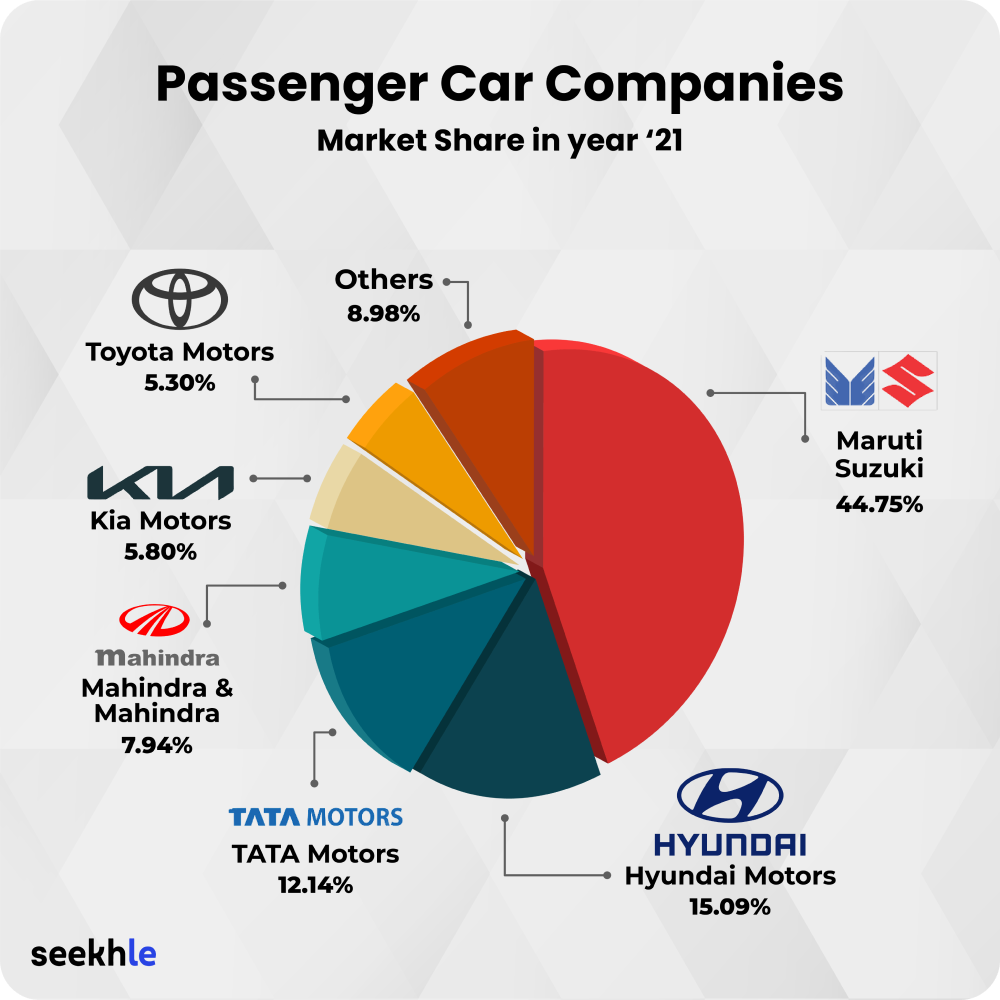 Passenger Car Companies
Market Share in year ‘21
Others
8.98%
Toyota Motors
5.30%
Maruti
Suzuki
44.75%
KIA
Kia Motors
5.80%
mahindra
Mahindra &
Mahindra
7.94%
TATA MOTORS
TATA Motors
12.14%
HYUNDAI
Hyundai Motors
15.09%
seekhle